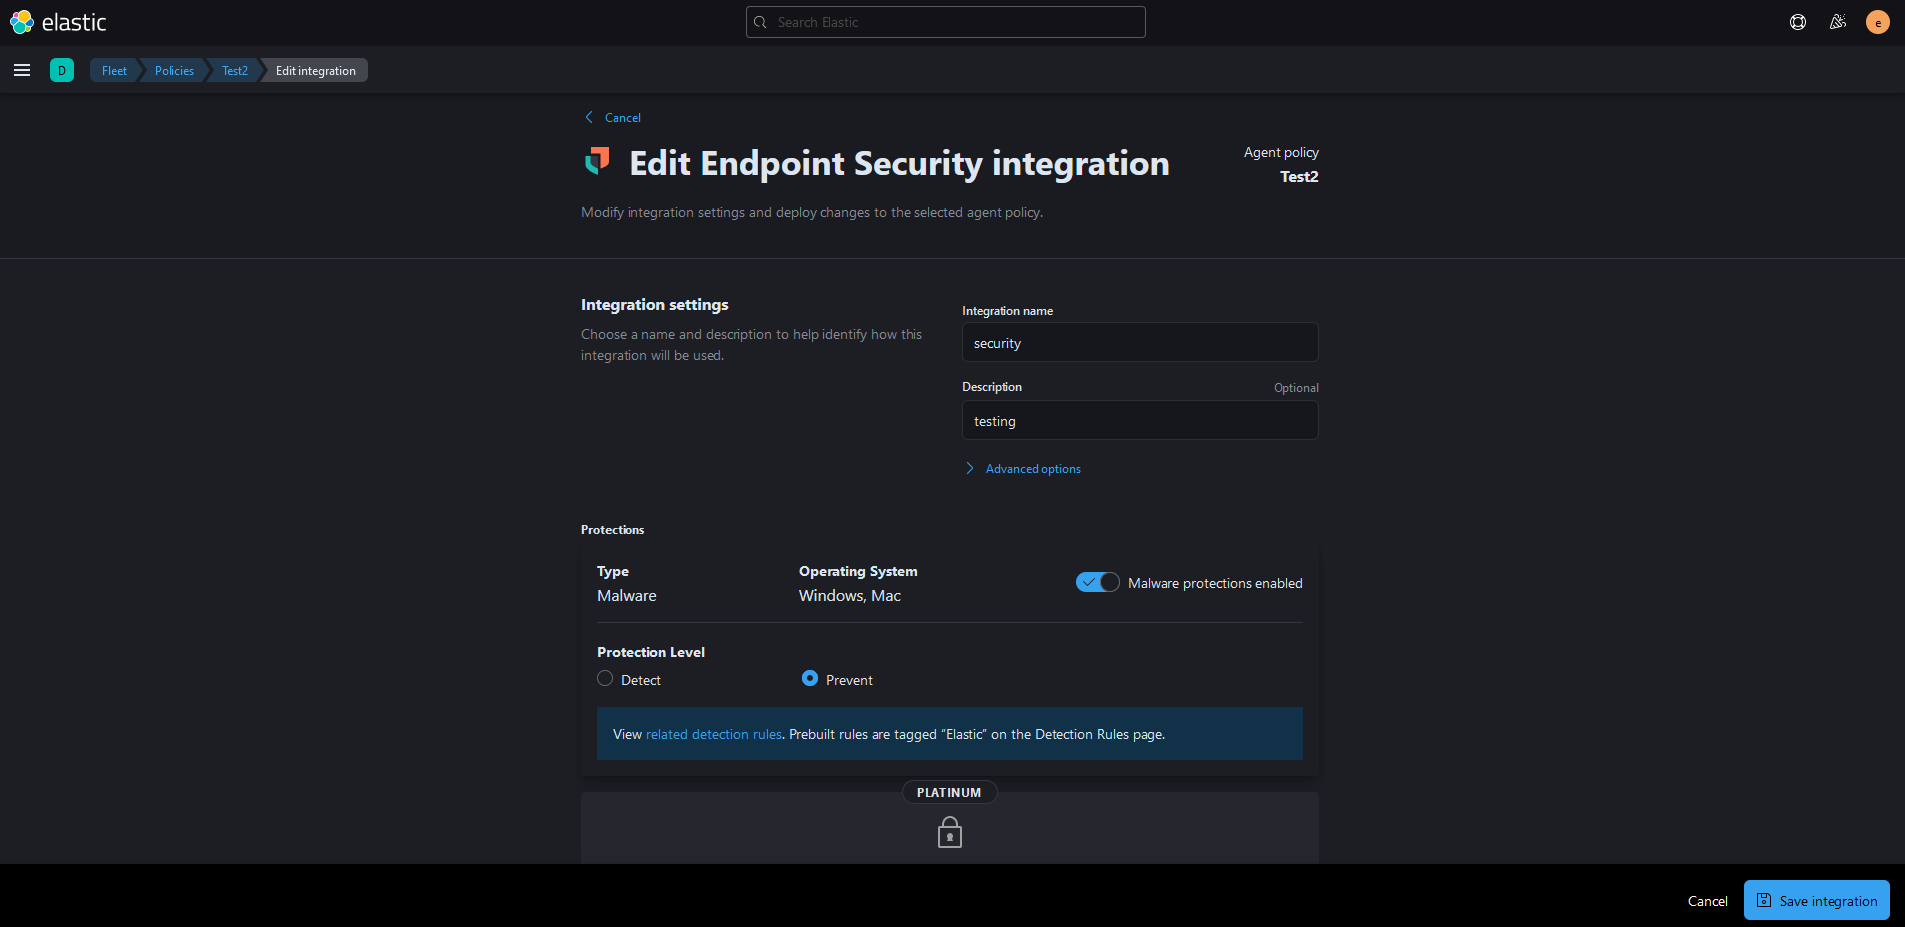 elastic
Search Elastic
e
D
Fleet
Policies
Test2
Edit integration
Cancel
Edit Endpoint Security integration
Agent policy
Test2
Modify integration settings and deploy changes to the selected agent policy.
Integration settings
Choose a name and description to help identify how this
integration will be used.
Integration name
security
Description
Optional
testing
Advanced options
Protections
Type
Malware
Operating System
Windows, Mac
Malware protections enabled
Protection Level
Detect
Prevent
View related detection rules. Prebuilt rules are tagged “Elastic” on the Detection Rules page.
PLATINUM
Cancel
Save integration